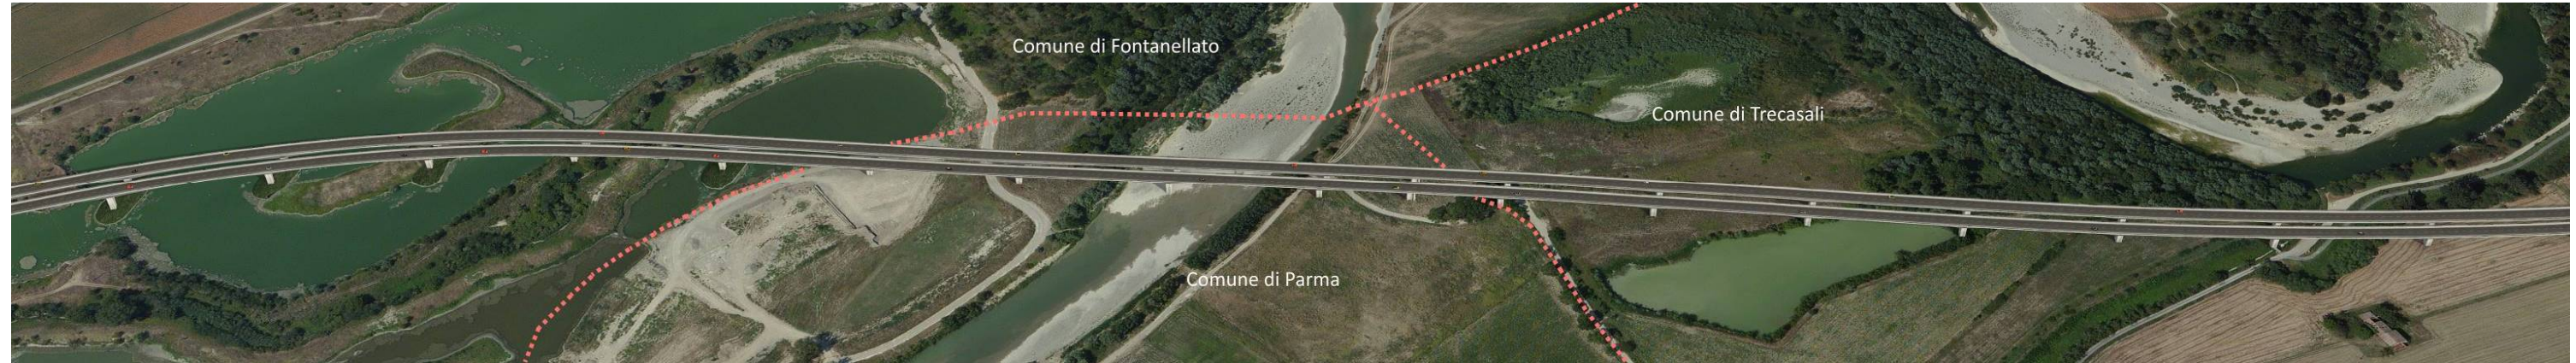 Comune di Fontanellato
Comune di Trecasali
Comune di Parma